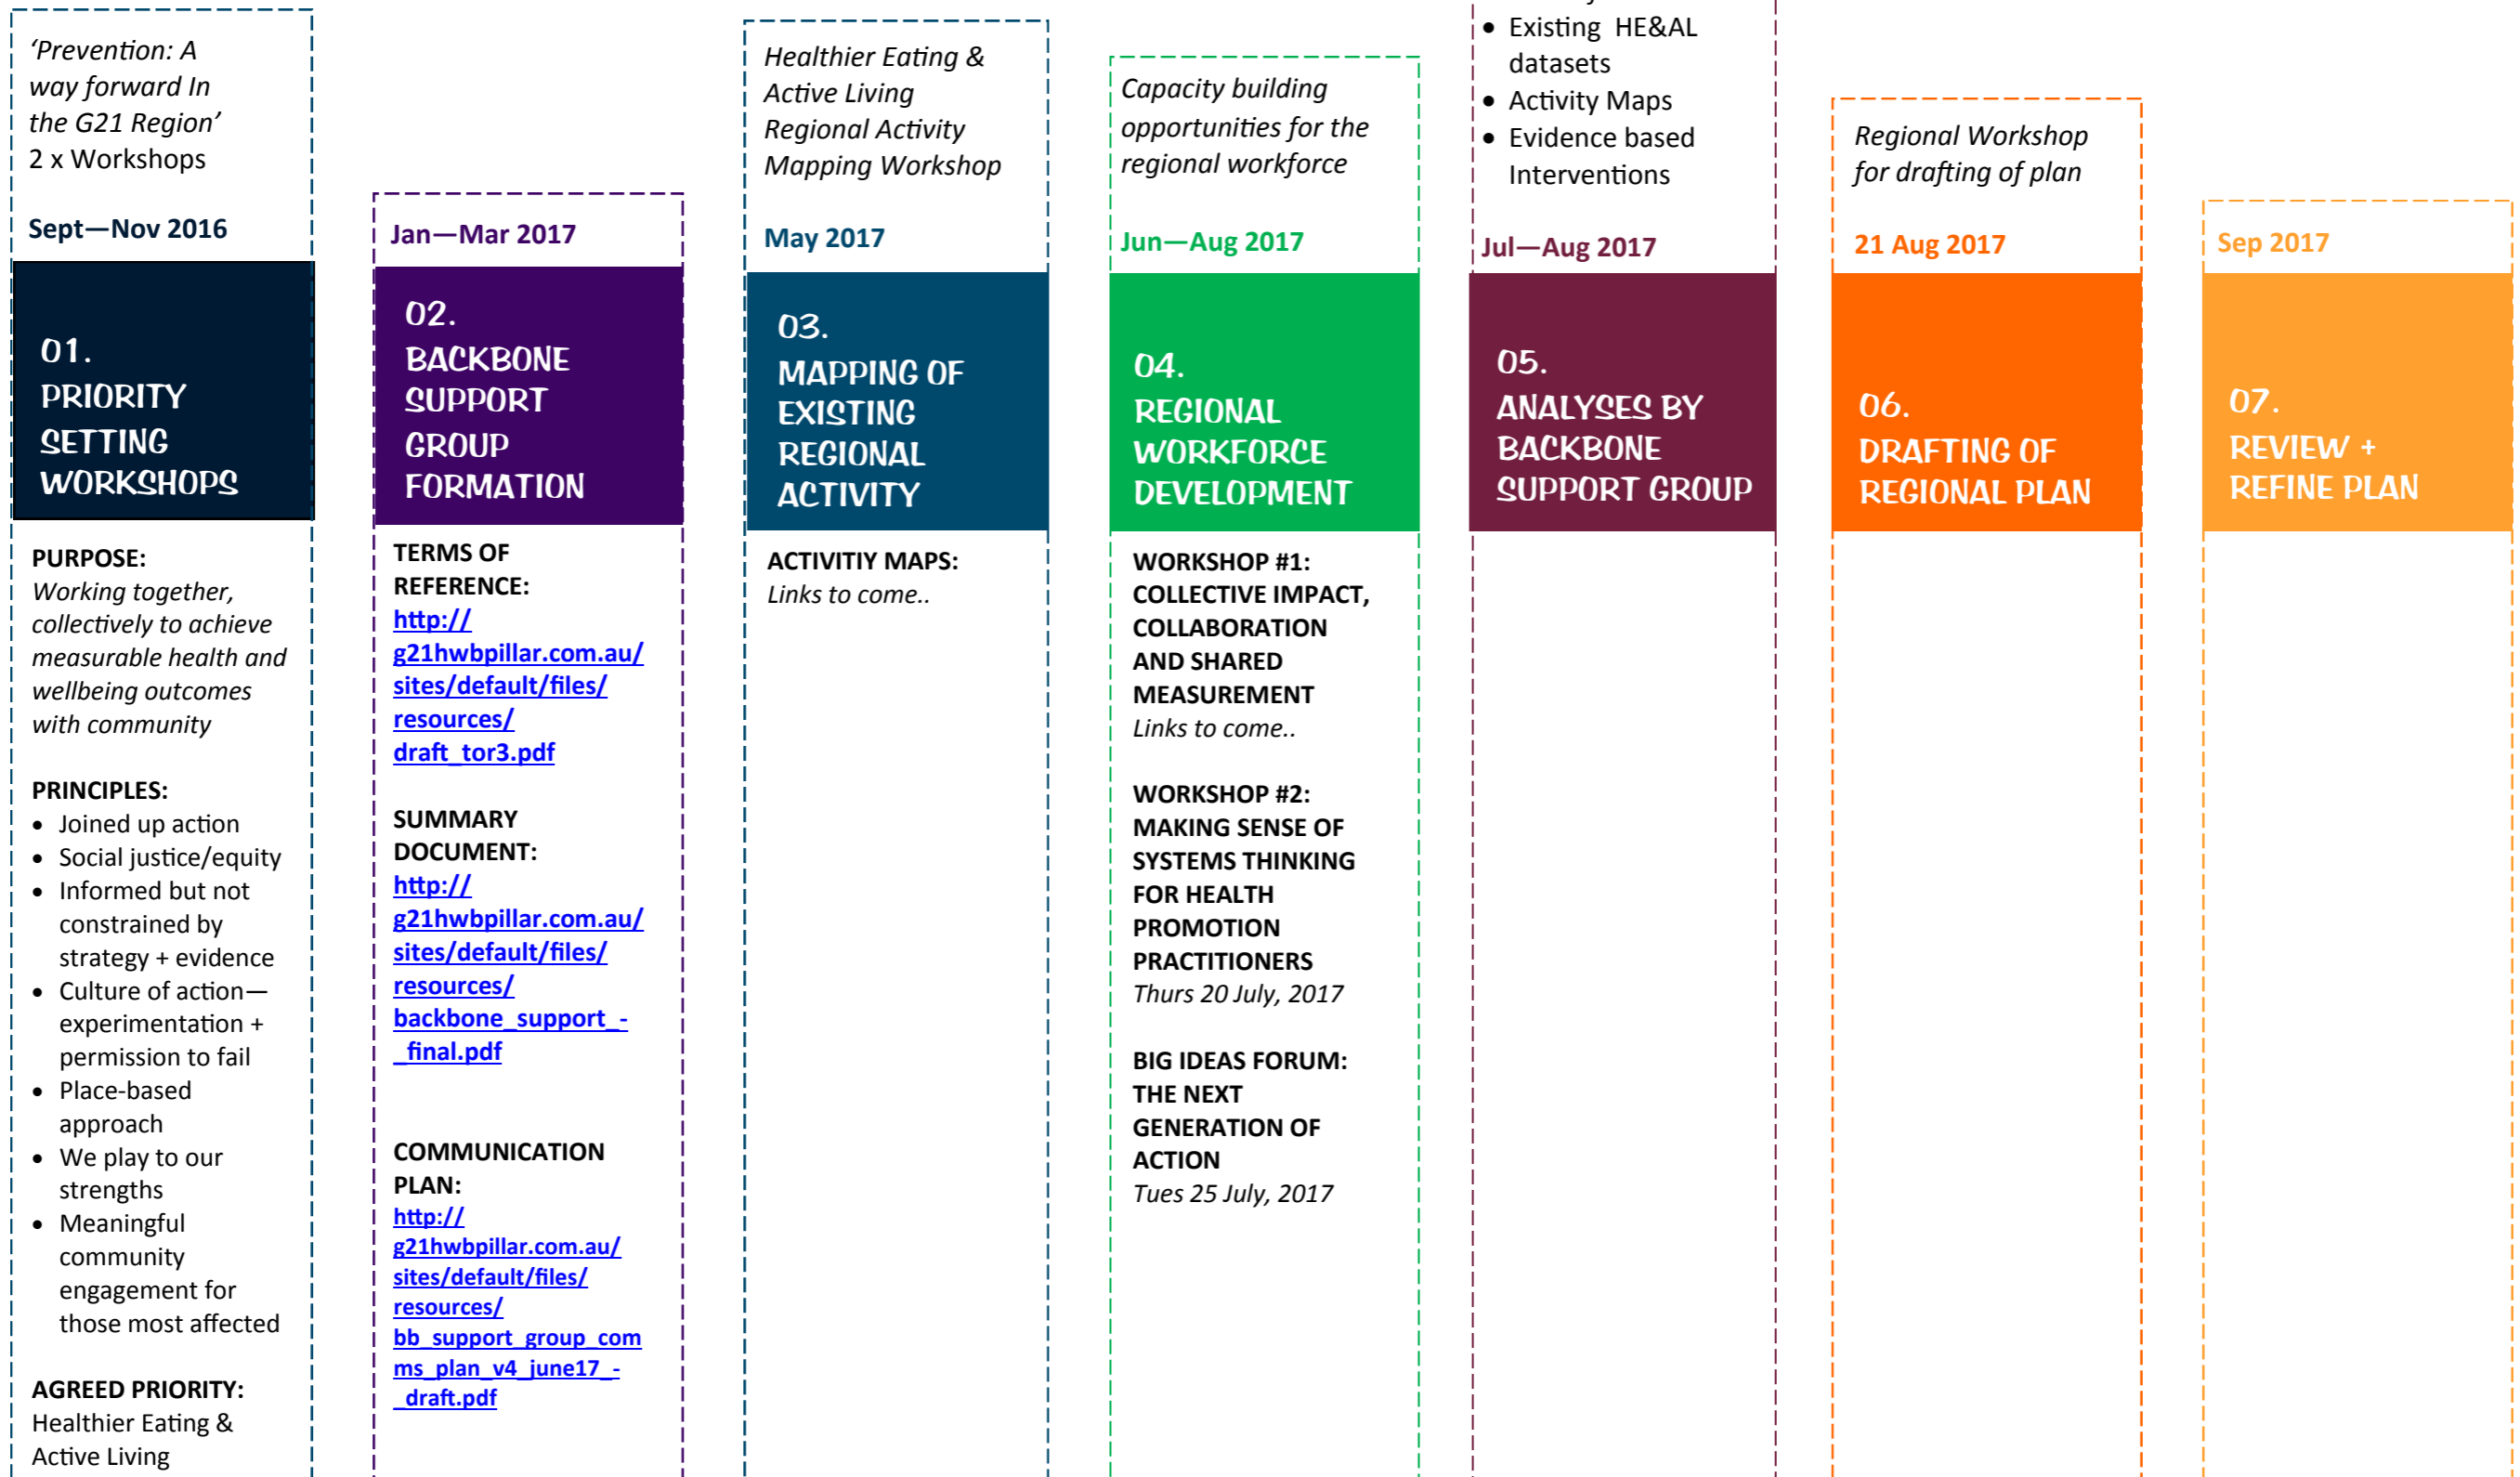 'Prevention: A
way forward In
the G21 Region'
2 x Workshops
Sept—Nov 2016
01.
PRIORITY
SETTING
WORKSHOPS
PURPOSE:
Working together,
collectively to achieve
measurable health and
wellbeing outcomes
with community
PRINCIPLES:
• Joined up action
• Social justice/equity
• Informed but not
constrained by
strategy + evidence
• Culture of action—
experimentation +
permission to fail
• Place-based
approach
• We play to our
strengths
• Meaningful
community
engagement for
those most affected
AGREED PRIORITY:
Healthier Eating &
Active Living
Jan—Mar 2017
02.
BACKBONE
SUPPORT
GROUP
FORMATION
TERMS OF
REFERENCE:
http://
g21hwbpillar.com.au/
sites/default/files/
resources/
draft_tor3.pdf
SUMMARY
DOCUMENT:
http://
g21hwbpillar.com.au/
sites/default/files/
resources/
backbone_support_-
_final.pdf
COMMUNICATION
PLAN:
http://
g21hwbpillar.com.au/
sites/default/files/
resources/
bb_support_group_com
ms_plan_v4_june17_-
_draft.pdf
Healthier Eating &
Active Living
Regional Activity
Mapping Workshop
May 2017
03.
MAPPING OF
EXISTING
REGIONAL
ACTIVITY
ACTIVITIY MAPS:
Links to come..
Capacity building
opportunities for the
regional workforce
Jun—Aug 2017
04.
REGIONAL
WORKFORCE
DEVELOPMENT
WORKSHOP #1:
COLLECTIVE IMPACT,
COLLABORATION
AND SHARED
MEASUREMENT
Links to come..
WORKSHOP #2:
MAKING SENSE OF
SYSTEMS THINKING
FOR HEALTH
PROMOTION
PRACTITIONERS
Thurs 20 July, 2017
BIG IDEAS FORUM:
THE NEXT
GENERATION OF
ACTION
Tues 25 July, 2017
• Existing HE&AL
datasets
• Activity Maps
• Evidence based
Interventions
Jul—Aug 2017
05.
ANALYSES BY
BACKBONE
SUPPORT GROUP
Regional Workshop
for drafting of plan
21 Aug 2017
06.
DRAFTING OF
REGIONAL PLAN
Sep 2017
07.
REVIEW +
REFINE PLAN